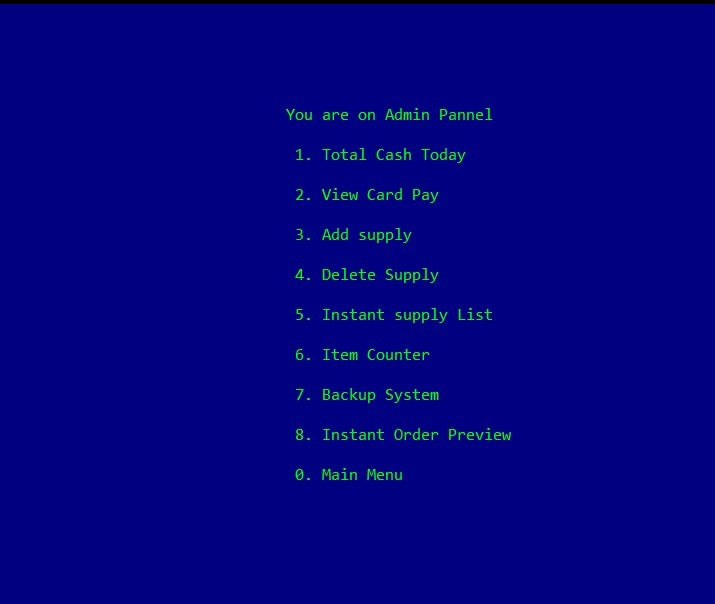 You are on Admin Pannel
1. Total Cash Today
2. View Card Pay
3. Add supply
4. Delete Supply
5. Instant supply List
6. Item Counter
7. Backup System
8. Instant Order Preview
0. Main Menu